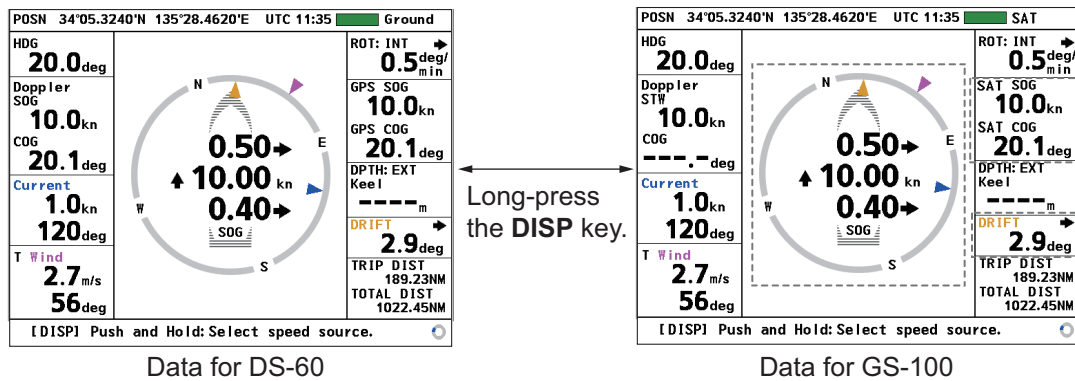 POSN 34°05.3240'N 135°28.4620'E UTC 11:35 Ground
HDG
20.0deg
Doppler
SOG
10.0kn
COG
20.1deg
Current
1.0kn
120deg
T Wind
2.7m/s
56deg
N
E
S
W
0.50
10.00 kn
0.40
SOG
ROT: INT
0.5deg/min
GPS SOG
10.0kn
GPS COG
20.1deg
DPTH: EXT
Keel
----m
DRIFT
2.9deg
TRIP DIST
189.23NM
TOTAL DIST
1022.45NM
[DISP] Push and Hold: Select speed source.
Data for DS-60
Long-press
the DISP key.
POSN 34°05.3240'N 135°28.4620'E UTC 11:35 SAT
HDG
20.0deg
Doppler
STW
10.0kn
COG
---.-deg
Current
1.0kn
120deg
T Wind
2.7m/s
56deg
N
E
S
W
0.50
10.00 kn
0.40
SOG
ROT: INT
0.5deg/min
SAT SOG
10.0kn
SAT COG
20.1deg
DPTH: EXT
Keel
----m
DRIFT
2.9deg
TRIP DIST
189.23NM
TOTAL DIST
1022.45NM
[DISP] Push and Hold: Select speed source.
Data for GS-100